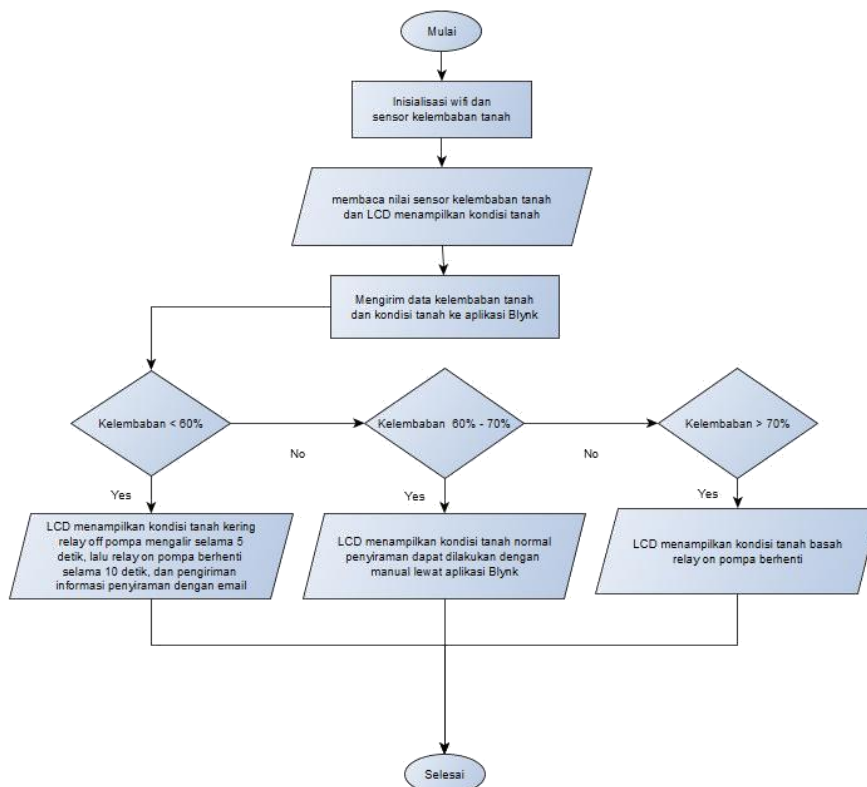 Mulai
Inisialisasi wifi dan
sensor kelembaban tanah
membaca nilai sensor kelembaban tanah
dan LCD menampilkan kondisi tanah
Mengirim data kelembaban tanah
dan kondisi tanah ke aplikasi Blynk
Kelembaban < 60%
No
Kelembaban 60% - 70%
No
Kelembaban > 70%
Yes
Yes
Yes
LCD menampilkan kondisi tanah kering
relay off pompa mengalir selama 5
detik, lalu relay on pompa berhenti
selama 10 detik, dan pengiriman
informasi penyiraman dengan email
LCD menampilkan kondisi tanah normal
penyiraman dapat dilakukan dengan
manual lewat aplikasi Blynk
LCD menampilkan kondisi tanah basah
relay on pompa berhenti
Selesai